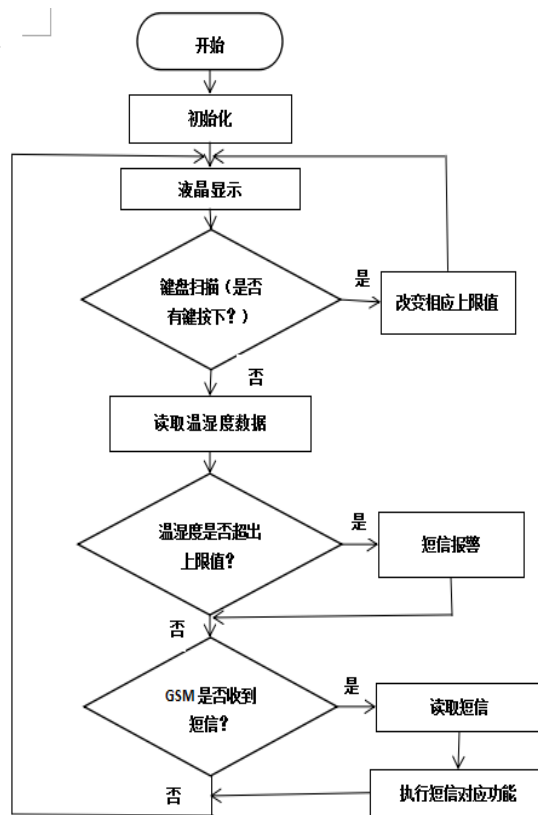 开始
初始化
液晶显示
键盘扫描（是否
有键按下？）
是
改变相应上限值
否
读取温湿度数据
温湿度是否超出
上限值？
是
短信报警
否
GSM 是否收到
短信？
是
读取短信
否
执行短信对应功能